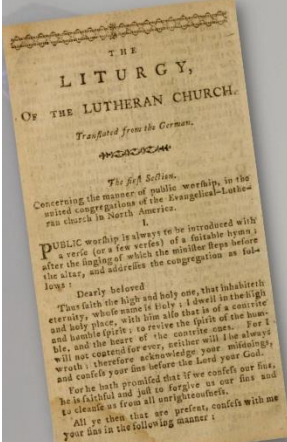 THE
LITURGY,
OF THE LUTHERAN CHURCH.
Tranſlated from the German.
The firſt Section.
Concerning the manner of public worſhip, in the
united congregations of the Evangelical-Luthe-
ran church in North America.
I.
PUBLIC worſhip is always to be introduced with
a verſe (or a few verſes) of a ſuitable hymn;
after the ſinging of which the miniſter ſteps before
the altar, and addreſſes the congregation as fol-
lows:
Dearly beloved
Thus ſaith the high and holy one, that inhabiteth
eternity, whoſe name is Holy: I dwell in the high
and holy place, with him alſo that is of a contrite
and humble ſpirit; to revive the ſpirit of the hum-
ble, and the heart of the contrite ones. For I
will not contend for ever, neither will I be always
wroth: therefore acknowledge your miſdoings,
and confeſs your ſins before the Lord your God.
For he hath promiſed that if we confeſs our ſins,
he is faithful and juſt to forgive us our ſins and
to cleanſe us from all unrighteouſneſs.
All ye then that are preſent, confeſs with me
your ſins in the following manner: